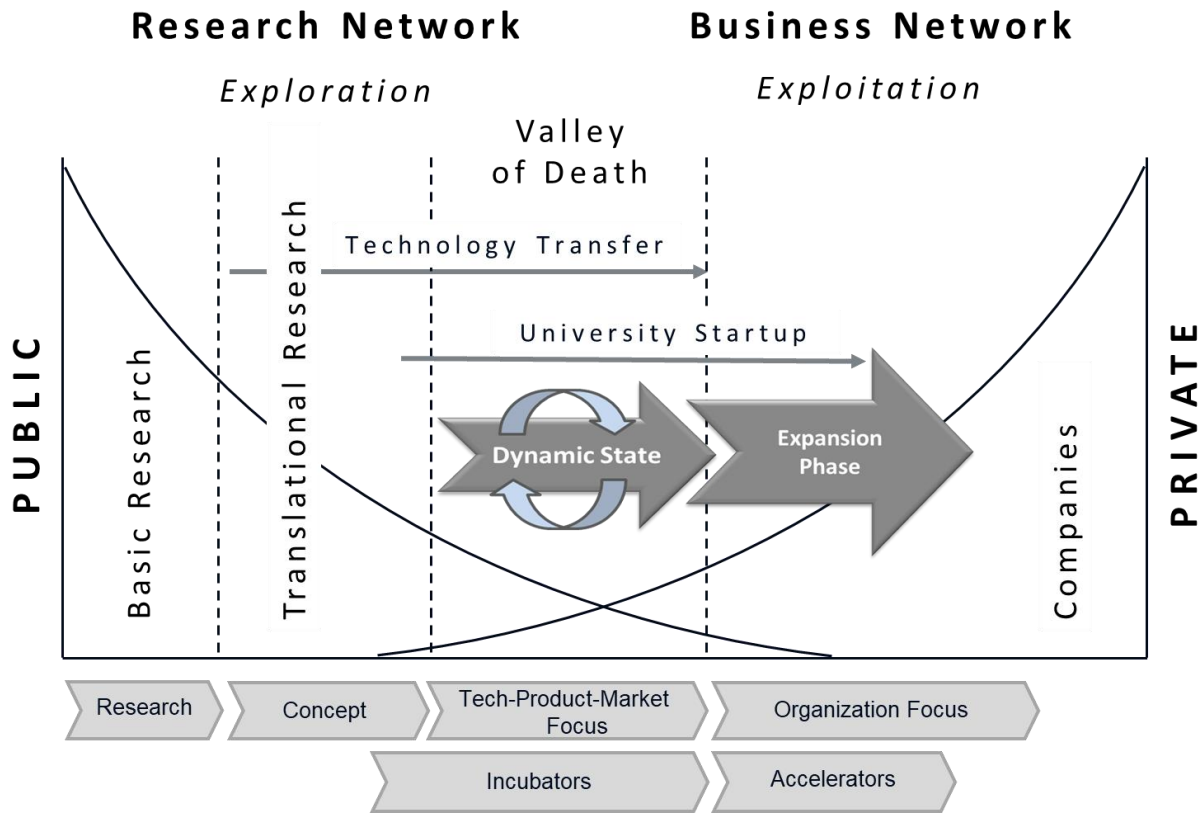 Research Network
Business Network
Exploration
Exploitation
Valley
of Death
Technology Transfer
University Startup
PUBLIC
Basic Research
Translational Research
Dynamic State
Expansion
Phase
Companies
PRIVATE
Research
Concept
Tech-Product-Market
Focus
Organization Focus
Incubators
Accelerators